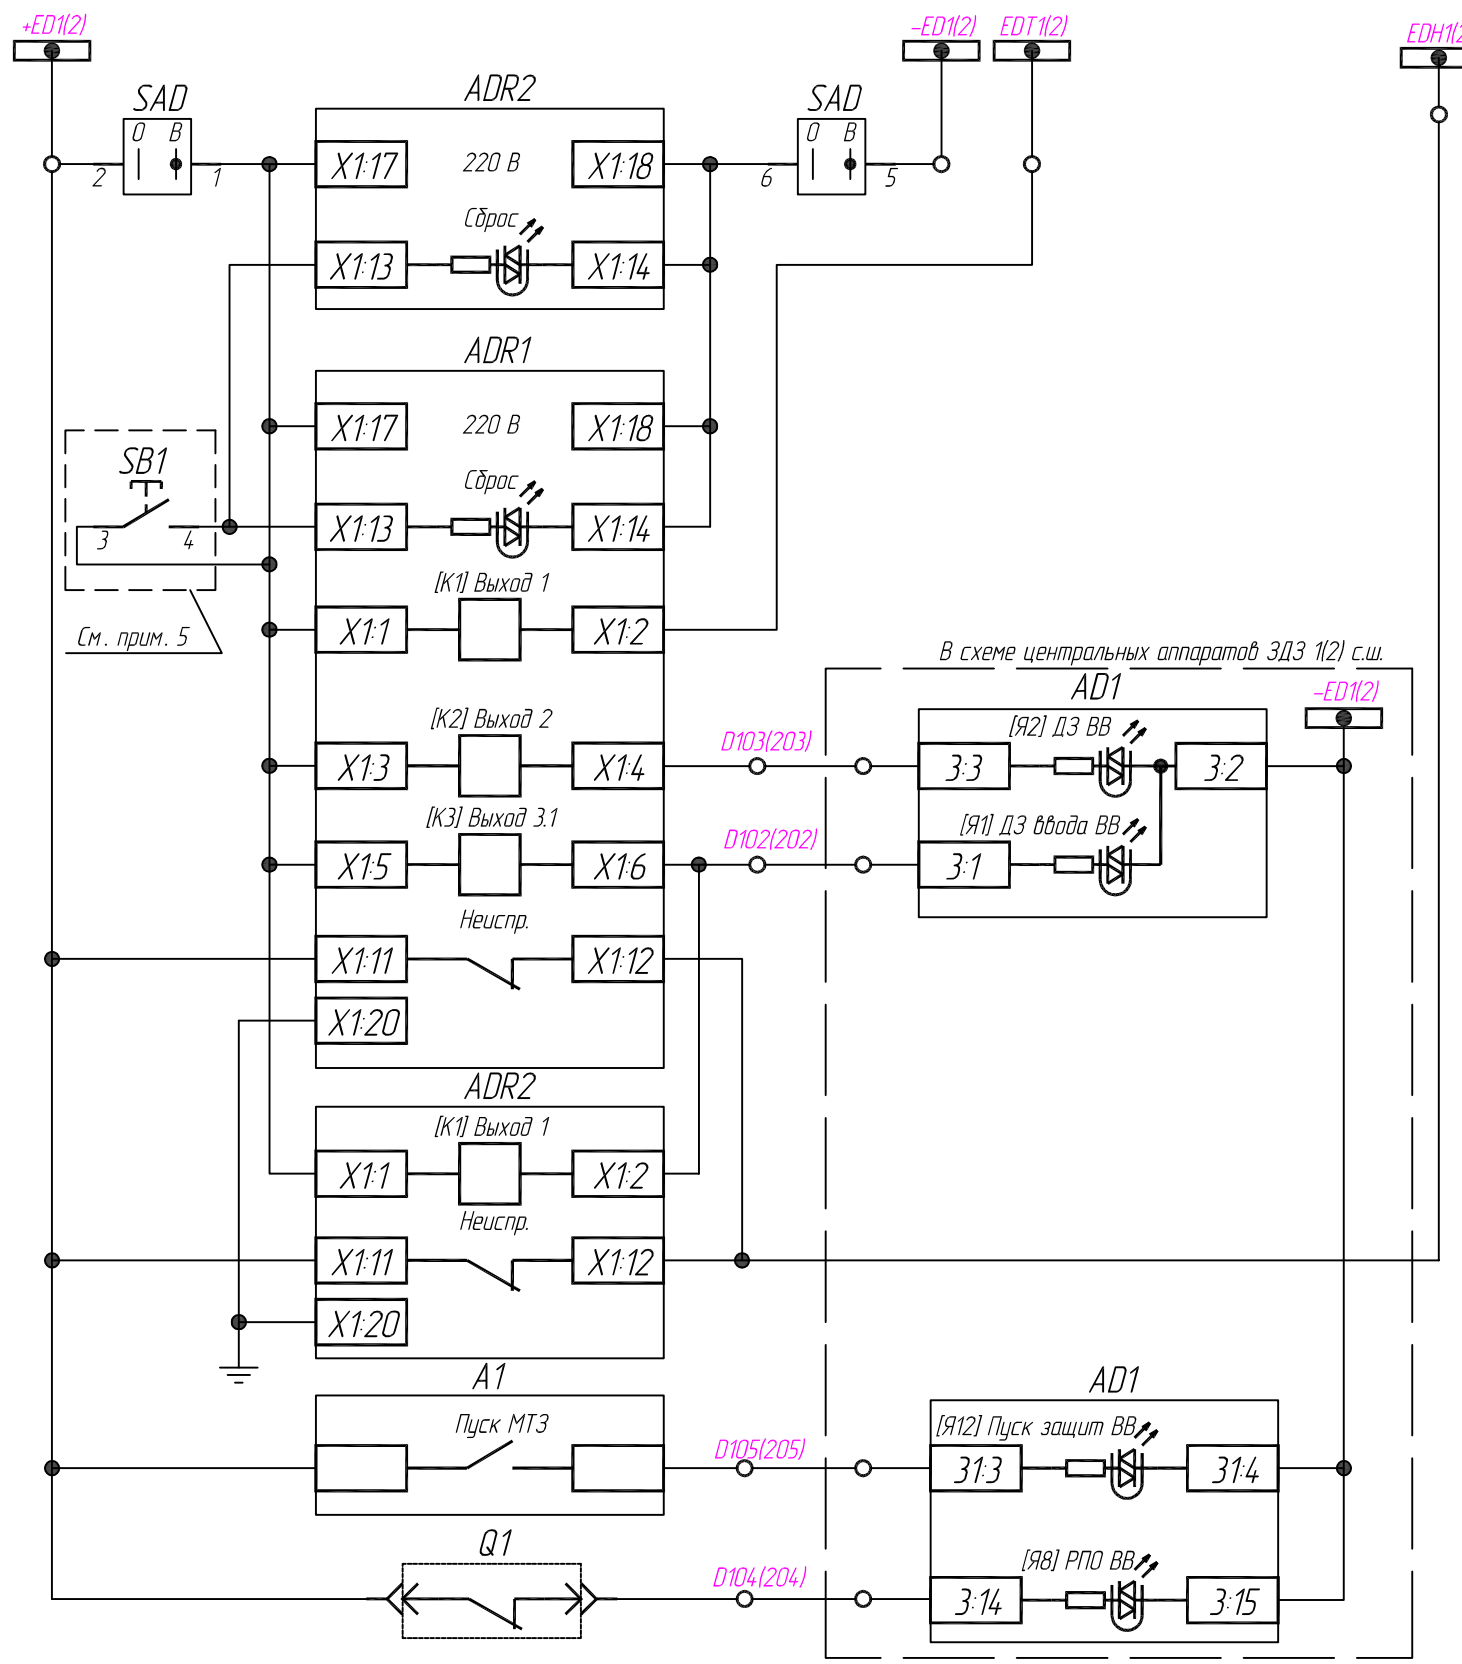 +ED1(2)
-ED1(2)
EDT1(2)
EDH1(2
SAD
O B
2
1
ADR2
X1:17
220 В
X1:18
Сброс
X1:13
X1:14
SAD
O B
6
5
ADR1
X1:17
220 В
X1:18
Сброс
X1:13
X1:14
SB1
3
4
См. прим. 5
[K1] Выход 1
X1:1
X1:2
[K2] Выход 2
X1:3
X1:4
D103(203)
[K3] Выход 3.1
X1:5
X1:6
D102(202)
Неиспр.
X1:11
X1:12
X1:20
В схеме центральных аппаратов ЗДЗ 1(2) с.ш.
AD1
-ED1(2)
[Я2] ДЗ ВВ
3:3
3:2
[Я1] ДЗ ввода ВВ
3:1
ADR2
[K1] Выход 1
X1:1
X1:2
Неиспр.
X1:11
X1:12
X1:20
A1
Пуск МТЗ
D105(205)
AD1
[Я12] Пуск защит ВВ
31:3
31:4
Q1
D104(204)
[Я8] РПО ВВ
3:14
3:15